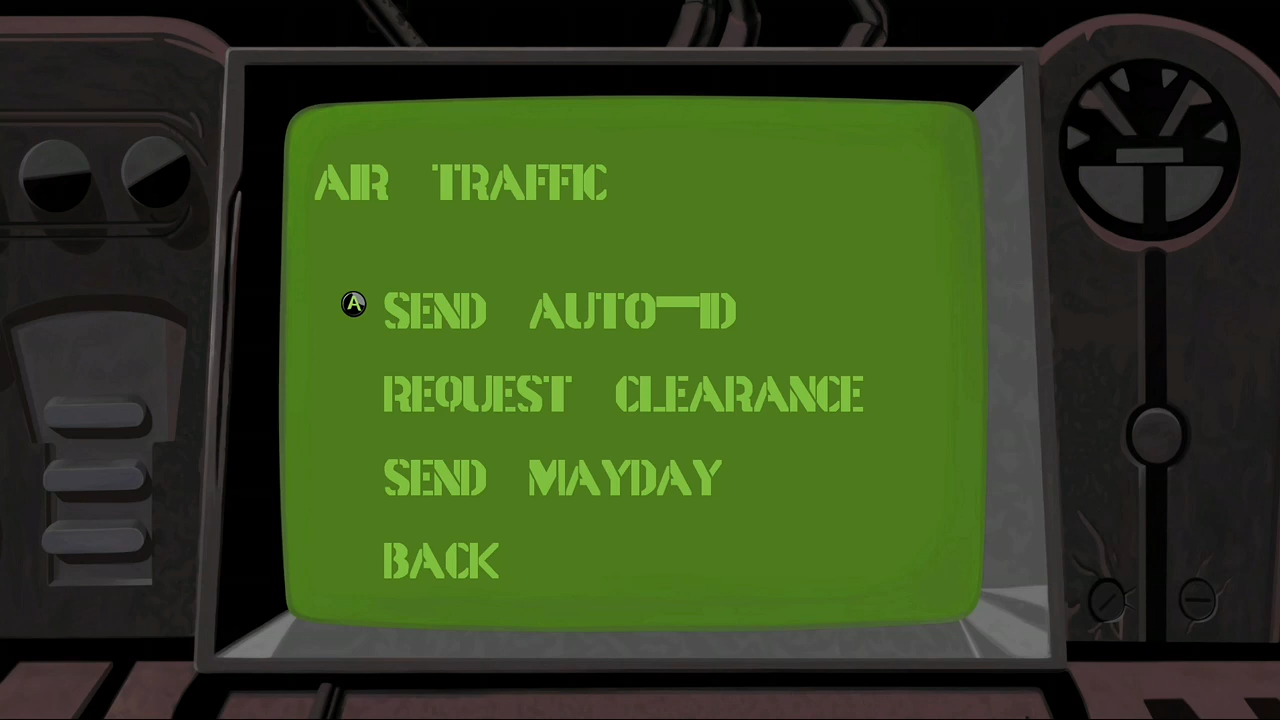 AIR TRAFFIC
A SEND AUTO-ID
REQUEST CLEARANCE
SEND MAYDAY
BACK